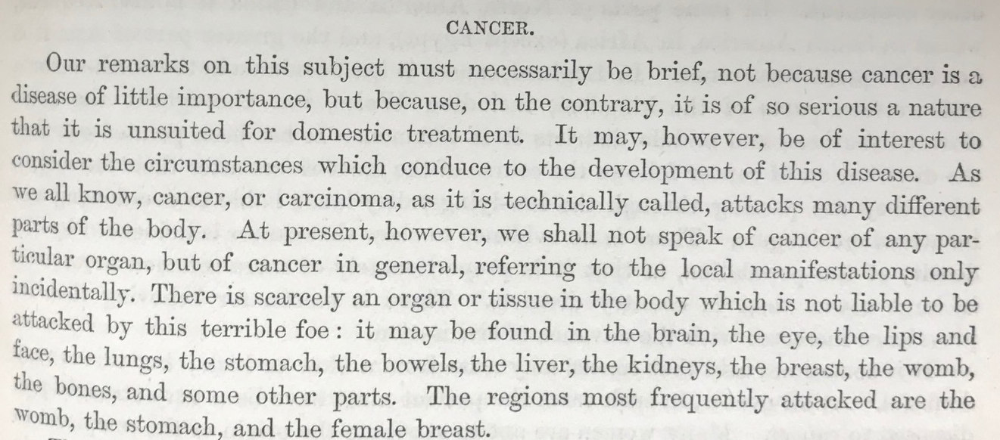 CANCER.
Our remarks on this subject must necessarily be brief, not because cancer is a
disease of little importance, but because, on the contrary, it is of so serious a nature
that it is unsuited for domestic treatment. It may, however, be of interest to
consider the circumstances which conduce to the development of this disease. As
we all know, cancer, or carcinoma, as it is technically called, attacks many different
parts of the body. At present, however, we shall not speak of cancer of any par-
ticular organ, but of cancer in general, referring to the local manifestations only
incidentally. There is scarcely an organ or tissue in the body which is not liable to be
attacked by this terrible foe: it may be found in the brain, the eye, the lips and
face, the lungs, the stomach, the bowels, the liver, the kidneys, the breast, the womb,
the bones, and some other parts. The regions most frequently attacked are the
womb, the stomach, and the female breast.